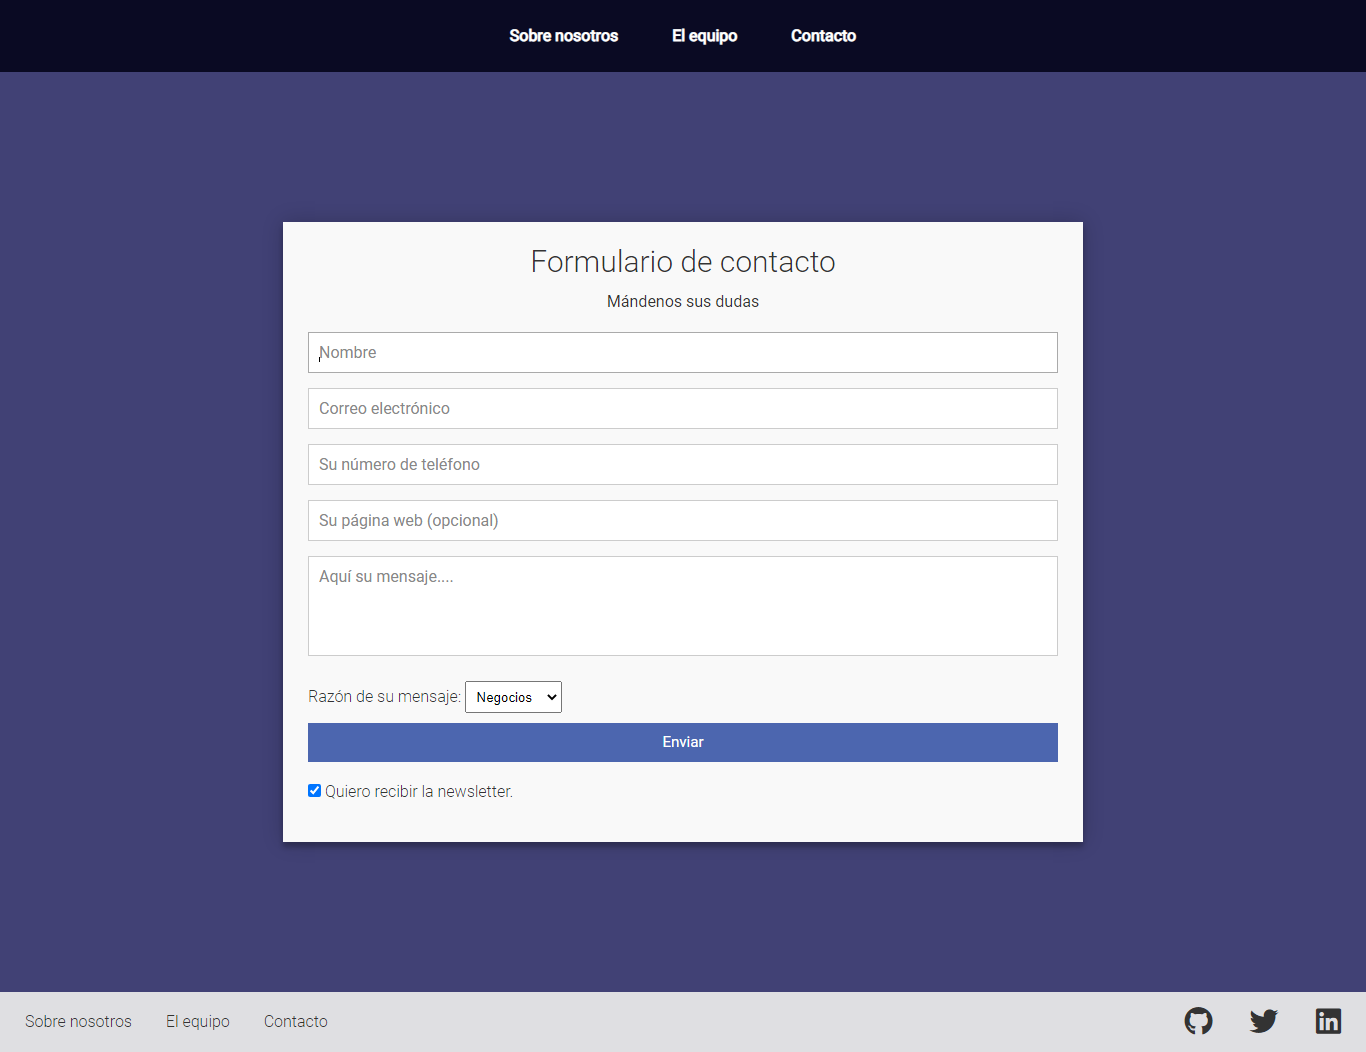 Sobre nosotros El equipo Contacto
Formulario de contacto
Mándenos sus dudas
Nombre
Correo electrónico
Su número de teléfono
Su página web (opcional)
Aquí su mensaje....
Razón de su mensaje: Negocios
Enviar
Quiero recibir la newsletter.
Sobre nosotros El equipo Contacto